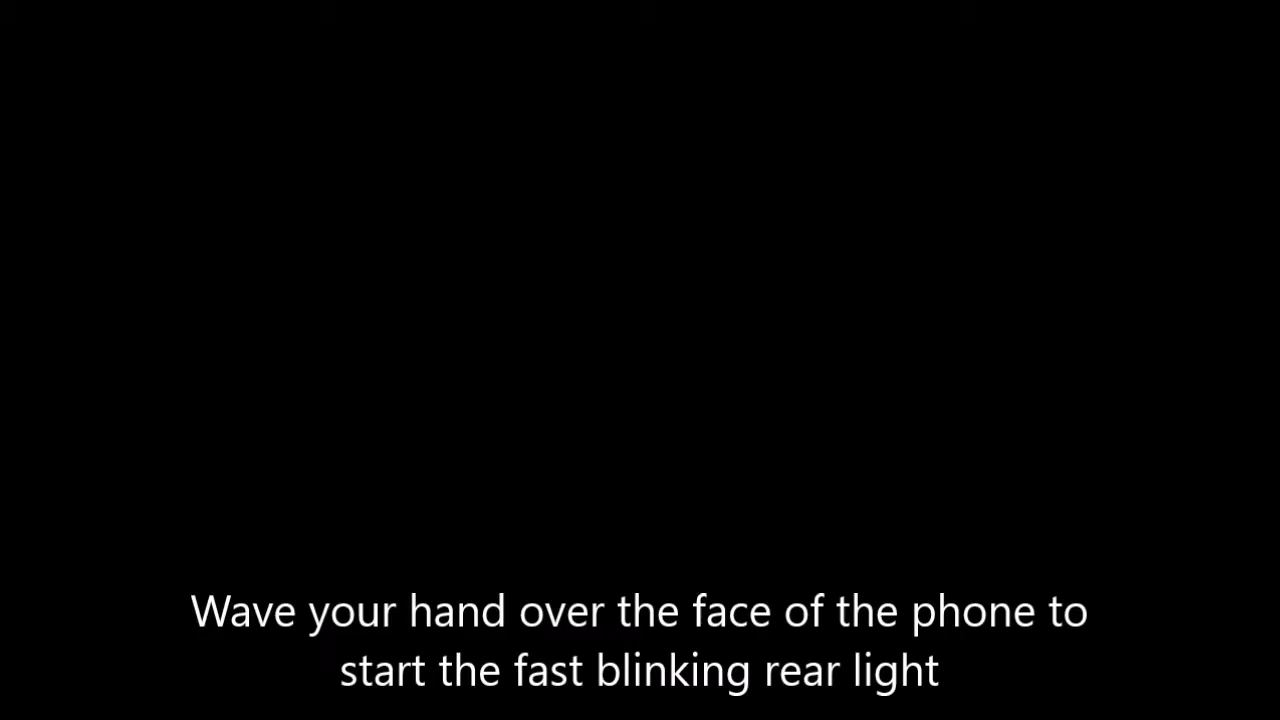 Wave your hand over the face of the phone to
start the fast blinking rear light